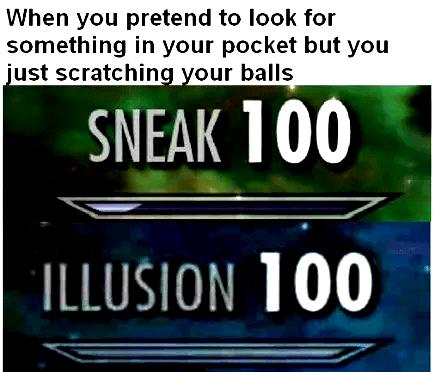 When you pretend to look for
something in your pocket but you
just scratching your balls
SNEAK 100
ILLUSION 100